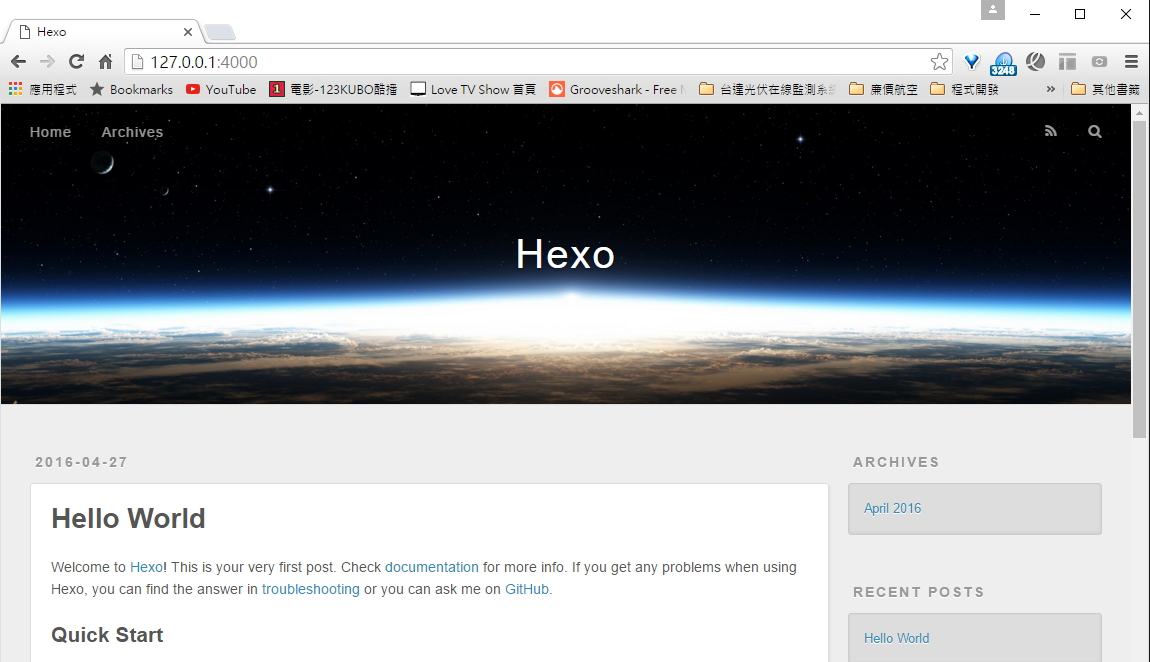 Hexo
127.0.0.1:4000
3248
應用程式 Bookmarks YouTube 電影-123KUBO酷播 Love TV Show 首頁 Grooveshark - Free 台達光伏在線監測系統 廉價航空 程式開發 » 其他書籤
Home Archives
Hexo
2016-04-27
Hello World
Welcome to Hexo! This is your very first post. Check documentation for more info. If you get any problems when using
Hexo, you can find the answer in troubleshooting or you can ask me on GitHub.
Quick Start
ARCHIVES
April 2016
RECENT POSTS
Hello World